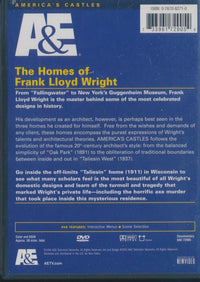 AMERICA'S CASTLES
A&E
The Homes of
Frank Lloyd Wright
From "Fallingwater" to New York's Guggenheim Museum, Frank
Lloyd Wright is the master behind some of the most celebrated
designs in history.
His development as an architect, however, is perhaps best seen in the
three homes he created for himself. Free from the wishes and
demands of any client, these homes encompass the purest expressions of Wright's
talents and architectural theories. AMERICA'S CASTLES follows the
evolution of the famous 20th-century architect's style: from the balanced
simplicity of "Oak Park" (1891) to the obliteration of traditional boundaries
between inside and out in "Taliesin West" (1937).
Go inside the off-limits "Taliesin" home (1911) in Wisconsin to
see what many scholars feel is the most beautiful of all Wright's
domestic designs and learn of the turmoil and tragedy that
marked Wright's private life—including the horrific axe murder
that took place inside this mysterious residence.
DVD FEATURES: Interactive Menus ● Scene Selection
DVD
AETV.com
NEWVIDEO